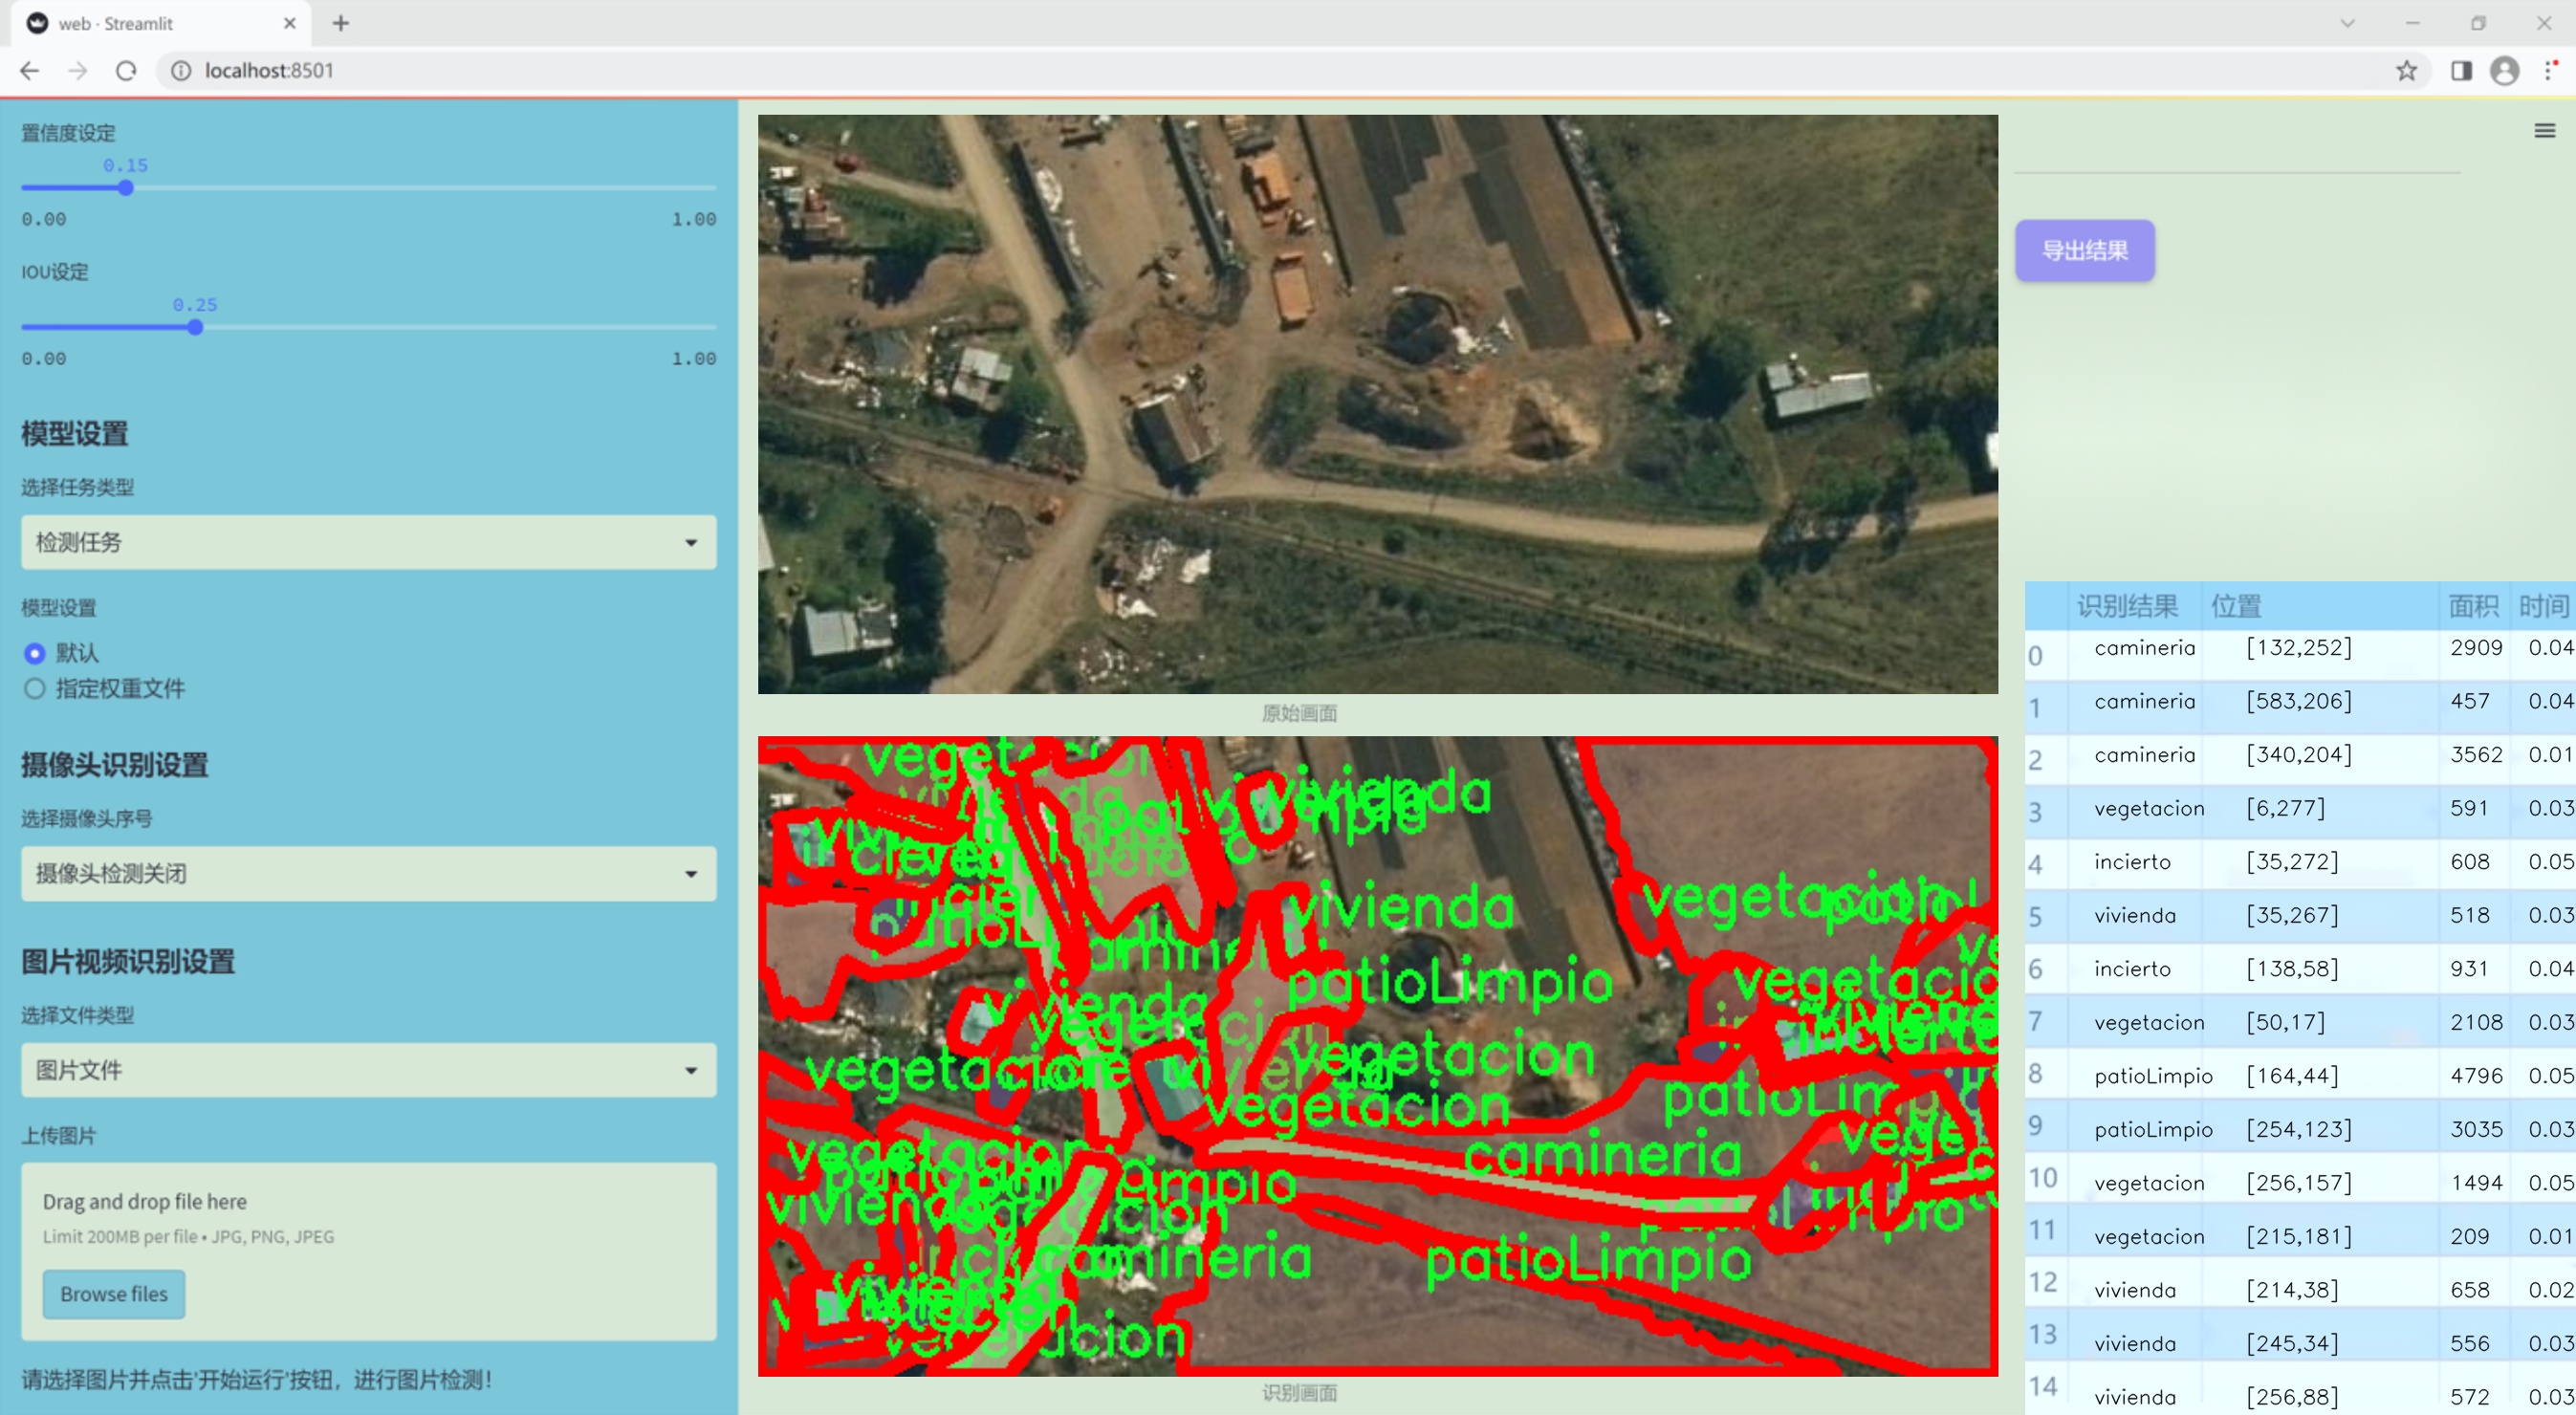 web · Streamlit
localhost:8501
置信度设定
0.15
0.00 1.00
IOU设定
0.25
0.00 1.00
模型设置
选择任务类型
检测任务
模型设置
默认
指定权重文件
摄像头识别设置
选择摄像头序号
摄像头检测关闭
图片视频识别设置
选择文件类型
图片文件
上传图片
Drag and drop file here
Limit 200MB per file • JPG, PNG, JPEG
Browse files
请选择图片并点击'开始运行'按钮，进行图片检测！
原始画面
vivienda
vivienda
vegetacion
patioLimpio
vivienda
vegetacion
vegetacion
vegetacion
camineria
vegetacion
patioLimpio
camineria
vegetacion
识别画面
导出结果
识别结果 位置 面积 时间
0 camineria [132,252] 2909 0.04
1 camineria [583,206] 457 0.04
2 camineria [340,204] 3562 0.01
3 vegetacion [6,277] 591 0.03
4 incierto [35,272] 608 0.05
5 vivienda [35,267] 518 0.03
6 incierto [138,58] 931 0.04
7 vegetacion [50,17] 2108 0.03
8 patioLimpio [164,44] 4796 0.05
9 patioLimpio [254,123] 3035 0.03
10 vegetacion [256,157] 1494 0.05
11 vegetacion [215,181] 209 0.01
12 vivienda [214,38] 658 0.02
13 vivienda [245,34] 556 0.03
14 vivienda [256,88] 572 0.03